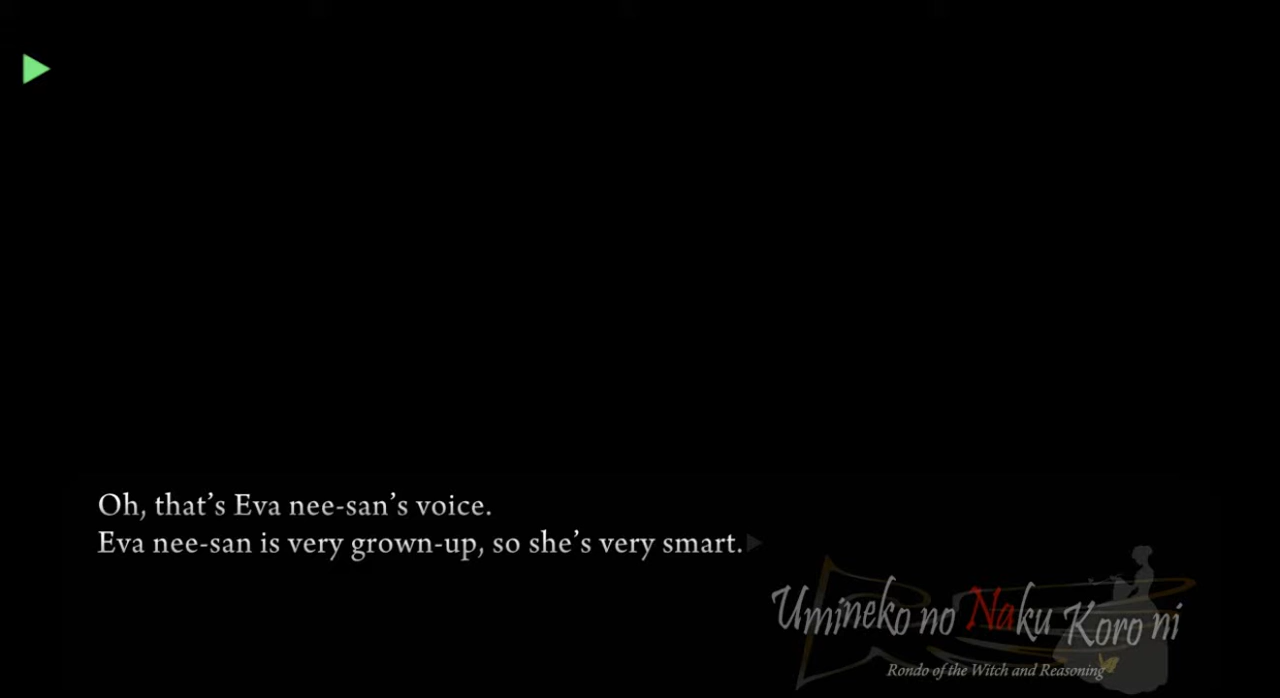 Oh, that’s Eva nee-san’s voice.
Eva nee-san is very grown-up, so she’s very smart.
Umineko no Naku Koro ni
Rondo of the Witch and Reasoning